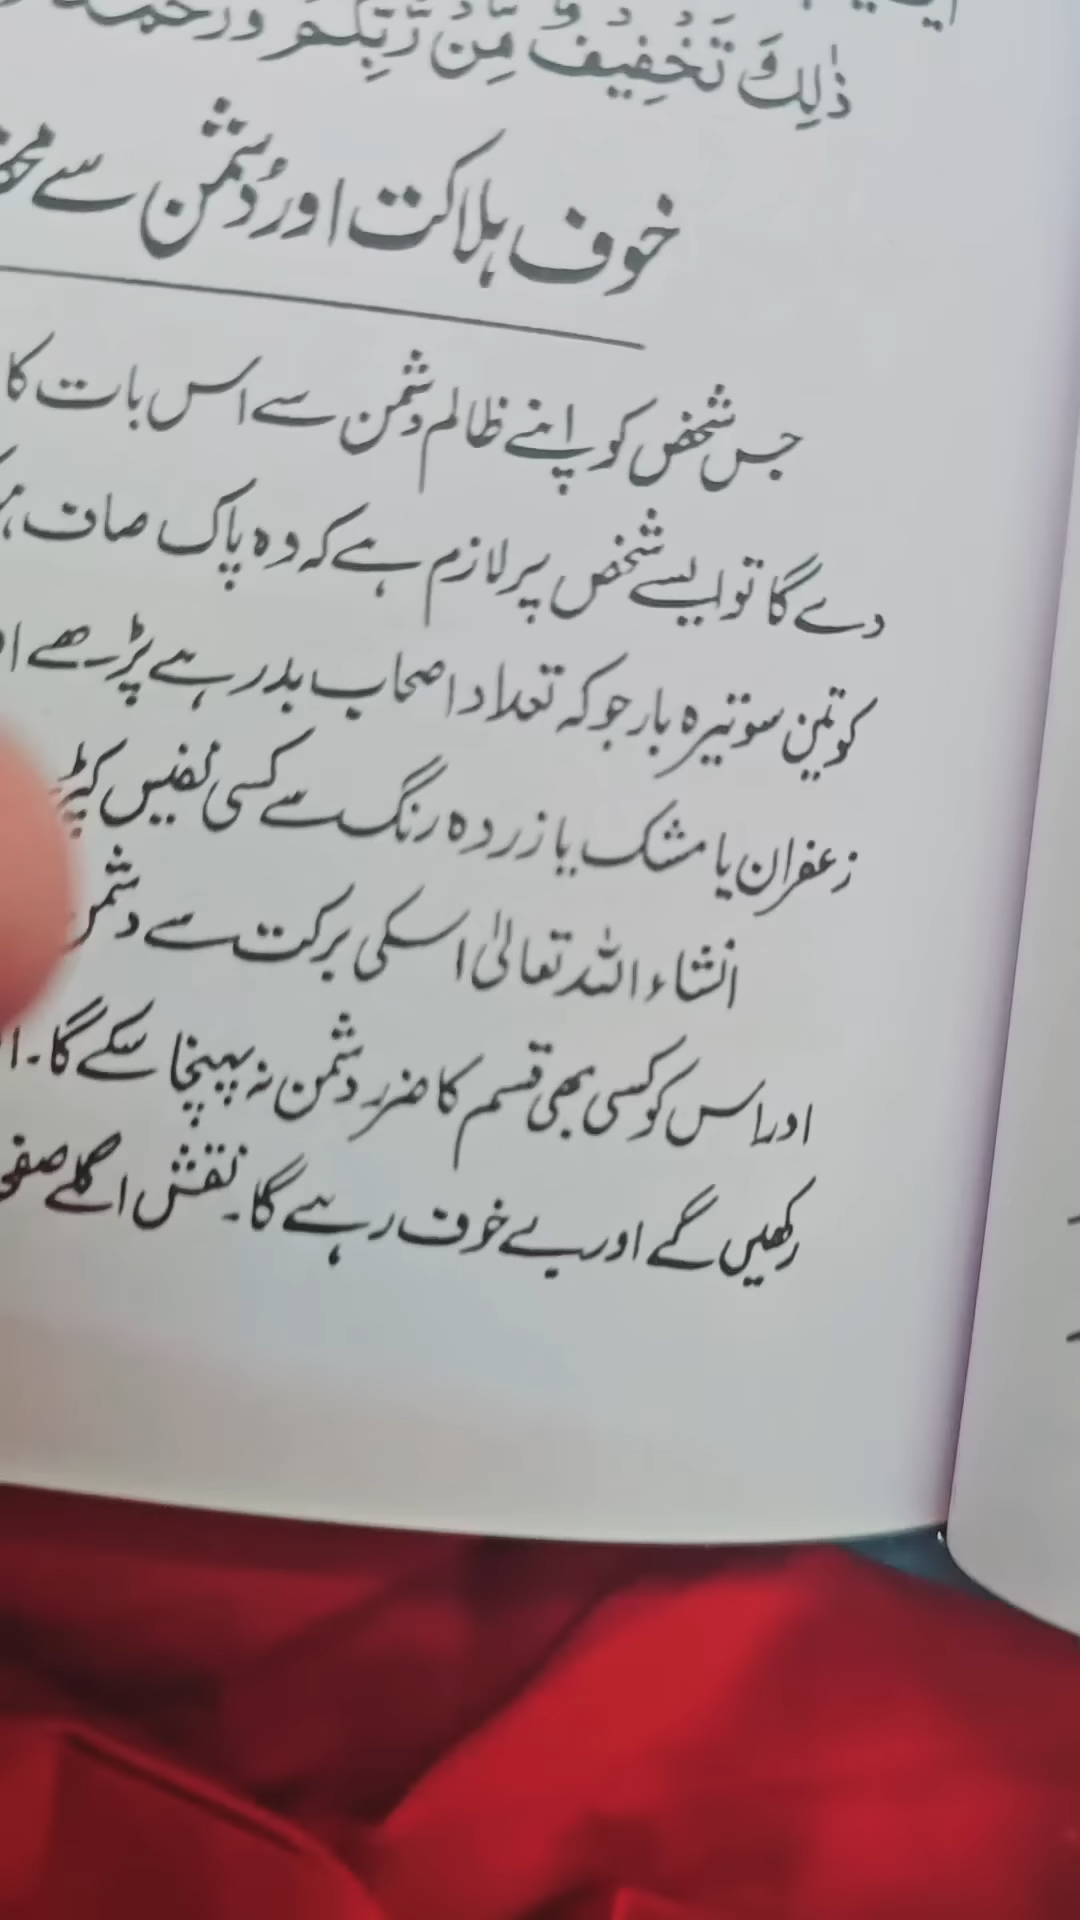 ذٰلِكَ تَخْفِيفٌ مِّن رَّبِّكُمْ
خوف ہلاکت اور دُشمن سے
جس شخص کو اپنے ظالم دشمن سے اس بات کا
دے گا تو ایسے شخص پر لازم ہے کہ وہ پاک صاف
کو تین سو تیرہ بار جو کہ تعداد اصحاب بدر ہے پڑھے
زعفران یا مشک یا زردہ رنگ سے کسی نفیس
انشاء اللہ تعالیٰ اسکی برکت سے
اور اس کو کسی بھی قسم کا ضرر دشمن نہ پہنچا سکے گا۔
رکھیں گے اور بے خوف رہے گا۔ نقش اگلے